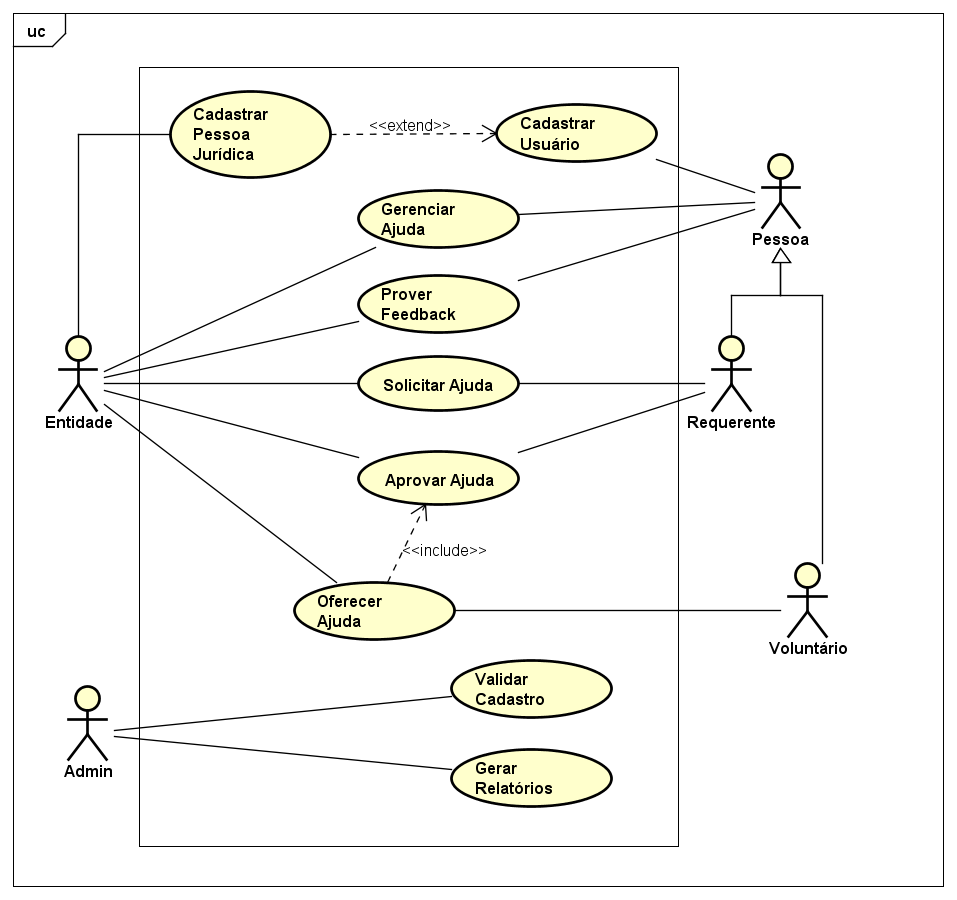 uc
Cadastrar
Pessoa
Jurídica
<<extend>>
Cadastrar
Usuário
Gerenciar
Ajuda
Pessoa
Prover
Feedback
Solicitar Ajuda
Entidade
Requerente
Aprovar Ajuda
<<include>>
Oferecer
Ajuda
Voluntário
Validar
Cadastro
Admin
Gerar
Relatórios